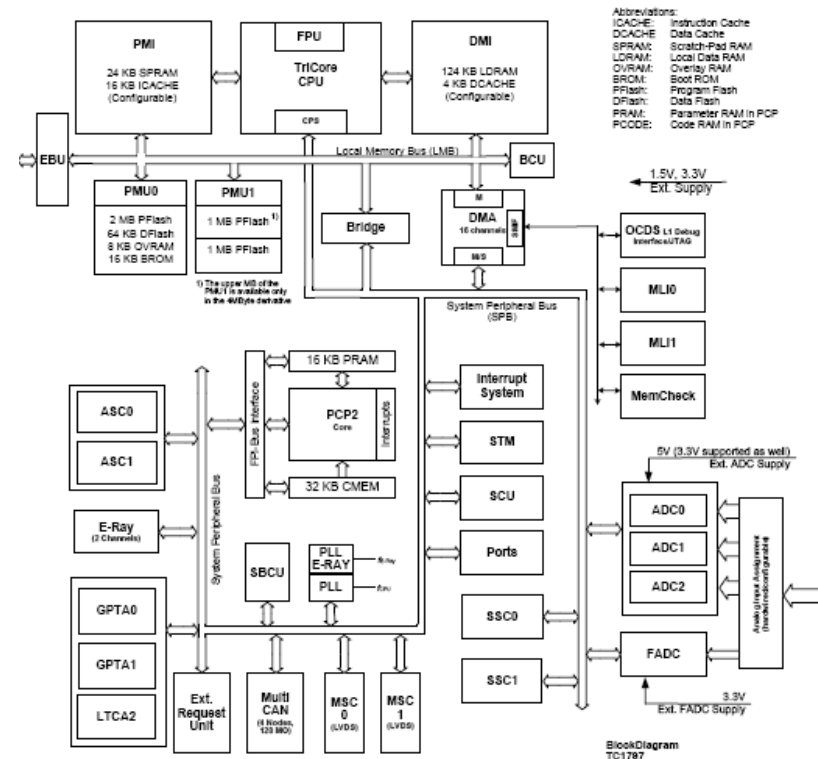 Abbreviations:
ICACHE: Instruction Cache
DCACHE Data Cache
SPRAM: Scratch-Pad RAM
LDRAM: Local Data RAM
OVRAM: Overlay RAM
BROM: Boot ROM
PFlash: Program Flash
DFlash: Data Flash
PRAM: Parameter RAM in PCP
PCODE: Code RAM in PCP
PMI
24 KB SPRAM
16 KB ICACHE
(Configurable)
FPU
TriCore
CPU
CPS
DMI
124 KB LDRAM
4 KB DCACHE
(Configurable)
EBU
Local Memory Bus (LMB)
BCU
PMU0
2 MB PFlash
64 KB DFlash
8 KB OVRAM
16 KB BROM
PMU1
1 MB PFlash 1)
1 MB PFlash
1) The upper MB of the
PMU1 is available only
in the 4MByte derivative
Bridge
M
DMA
16 channels
SMIF
M/S
1.5V, 3.3V
Ext. Supply
OCDS L1 Debug
Interface/JTAG
MLI0
MLI1
MemCheck
System Peripheral Bus
(SPB)
FPI-Bus Interface
16 KB PRAM
PCP2
Core
Interrupts
32 KB CMEM
Interrupt
System
STM
SCU
Ports
SSC0
SSC1
ASC0
ASC1
E-Ray
(2 Channels)
GPTA0
GPTA1
LTCA2
System Peripheral Bus
SBCU
PLL
E-RAY
PLL
Ext.
Request
Unit
Multi
CAN
(4 Nodes,
128 MO)
MSC
0
(LVDS)
MSC
1
(LVDS)
5V (3.3V supported as well)
Ext. ADC Supply
ADC0
ADC1
ADC2
Analog Input Assignment
FADC
3.3V
Ext. FADC Supply
BlockDiagram
TC1797